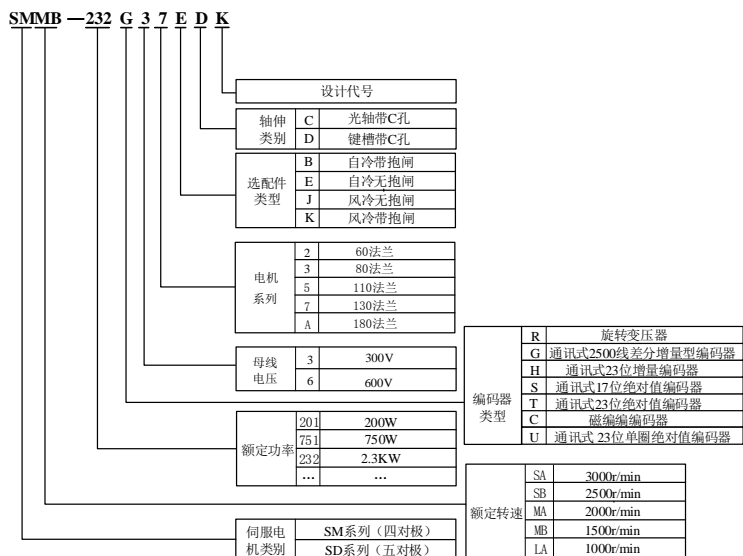 SMMB—232 G 3 7 E D K
设计代号
轴伸类别
C 光轴带C孔
D 键槽带C孔
选配件类型
B 自冷带抱闸
E 自冷无抱闸
J 风冷无抱闸
K 风冷带抱闸
电机系列
2 60法兰
3 80法兰
5 110法兰
7 130法兰
A 180法兰
母线电压
3 300V
6 600V
编码器类型
R 旋转变压器
G 通讯式2500线差分增量型编码器
H 通讯式23位增量编码器
S 通讯式17位绝对值编码器
T 通讯式23位绝对值编码器
C 磁编编编码器
U 通讯式 23位单圈绝对值编码器
额定功率
201 200W
751 750W
232 2.3KW
... ...
额定转速
SA 3000r/min
SB 2500r/min
MA 2000r/min
MB 1500r/min
LA 1000r/min
伺服电机类别
SM系列（四对极）
SD系列（五对极）